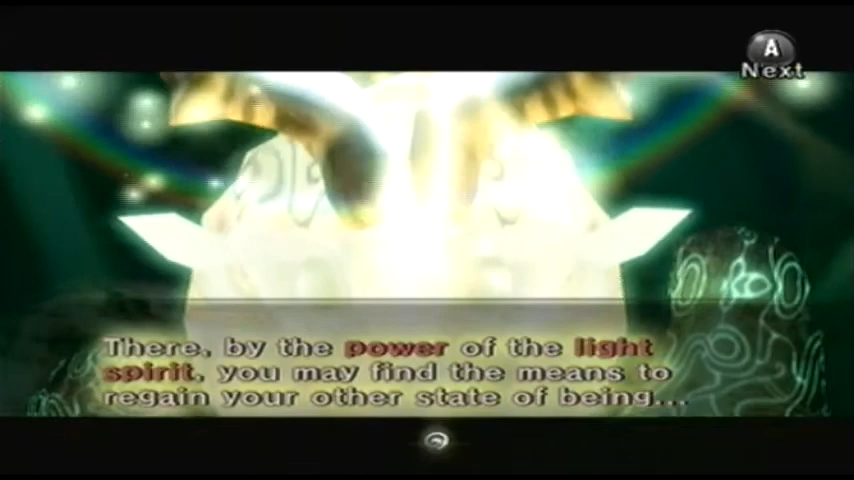 A
Next
There, by the power of the light
spirit, you may find the means to
regain your other state of being...